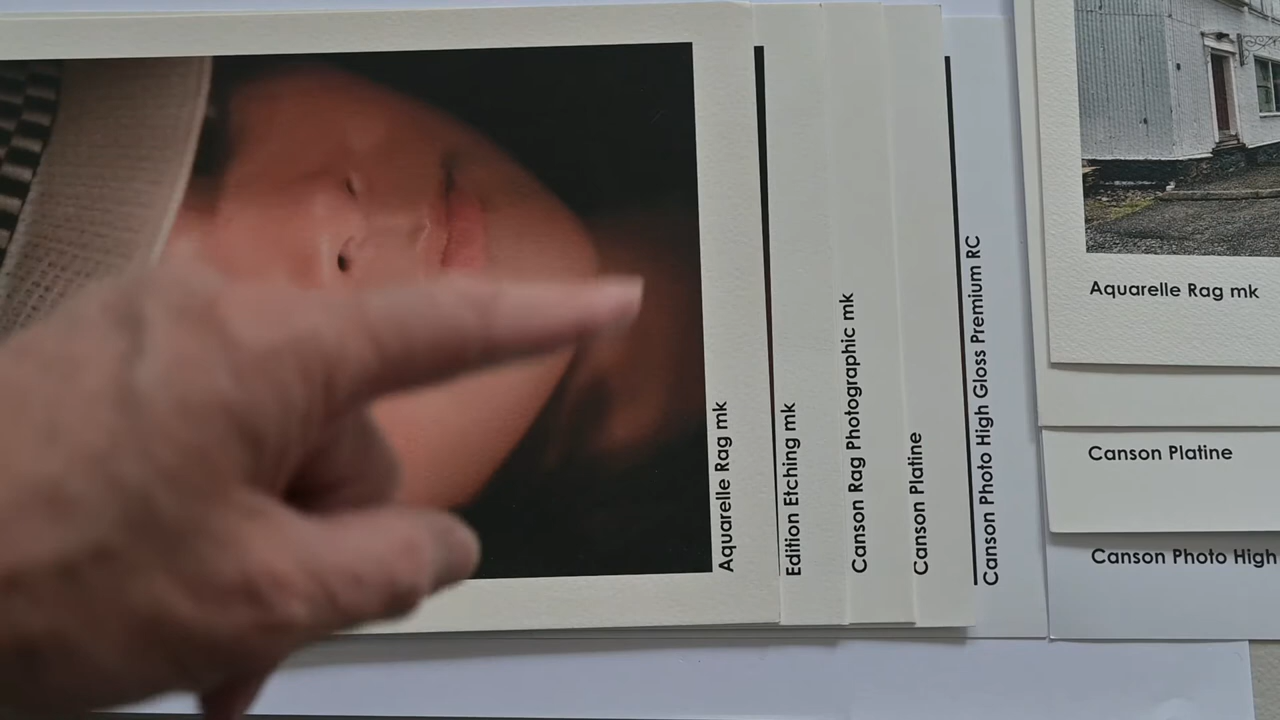 Aquarelle Rag mk
Edition Etching mk
Canson Rag Photographic mk
Canson Platine
Canson Photo High Gloss Premium RC
Aquarelle Rag mk
Canson Platine
Canson Photo High